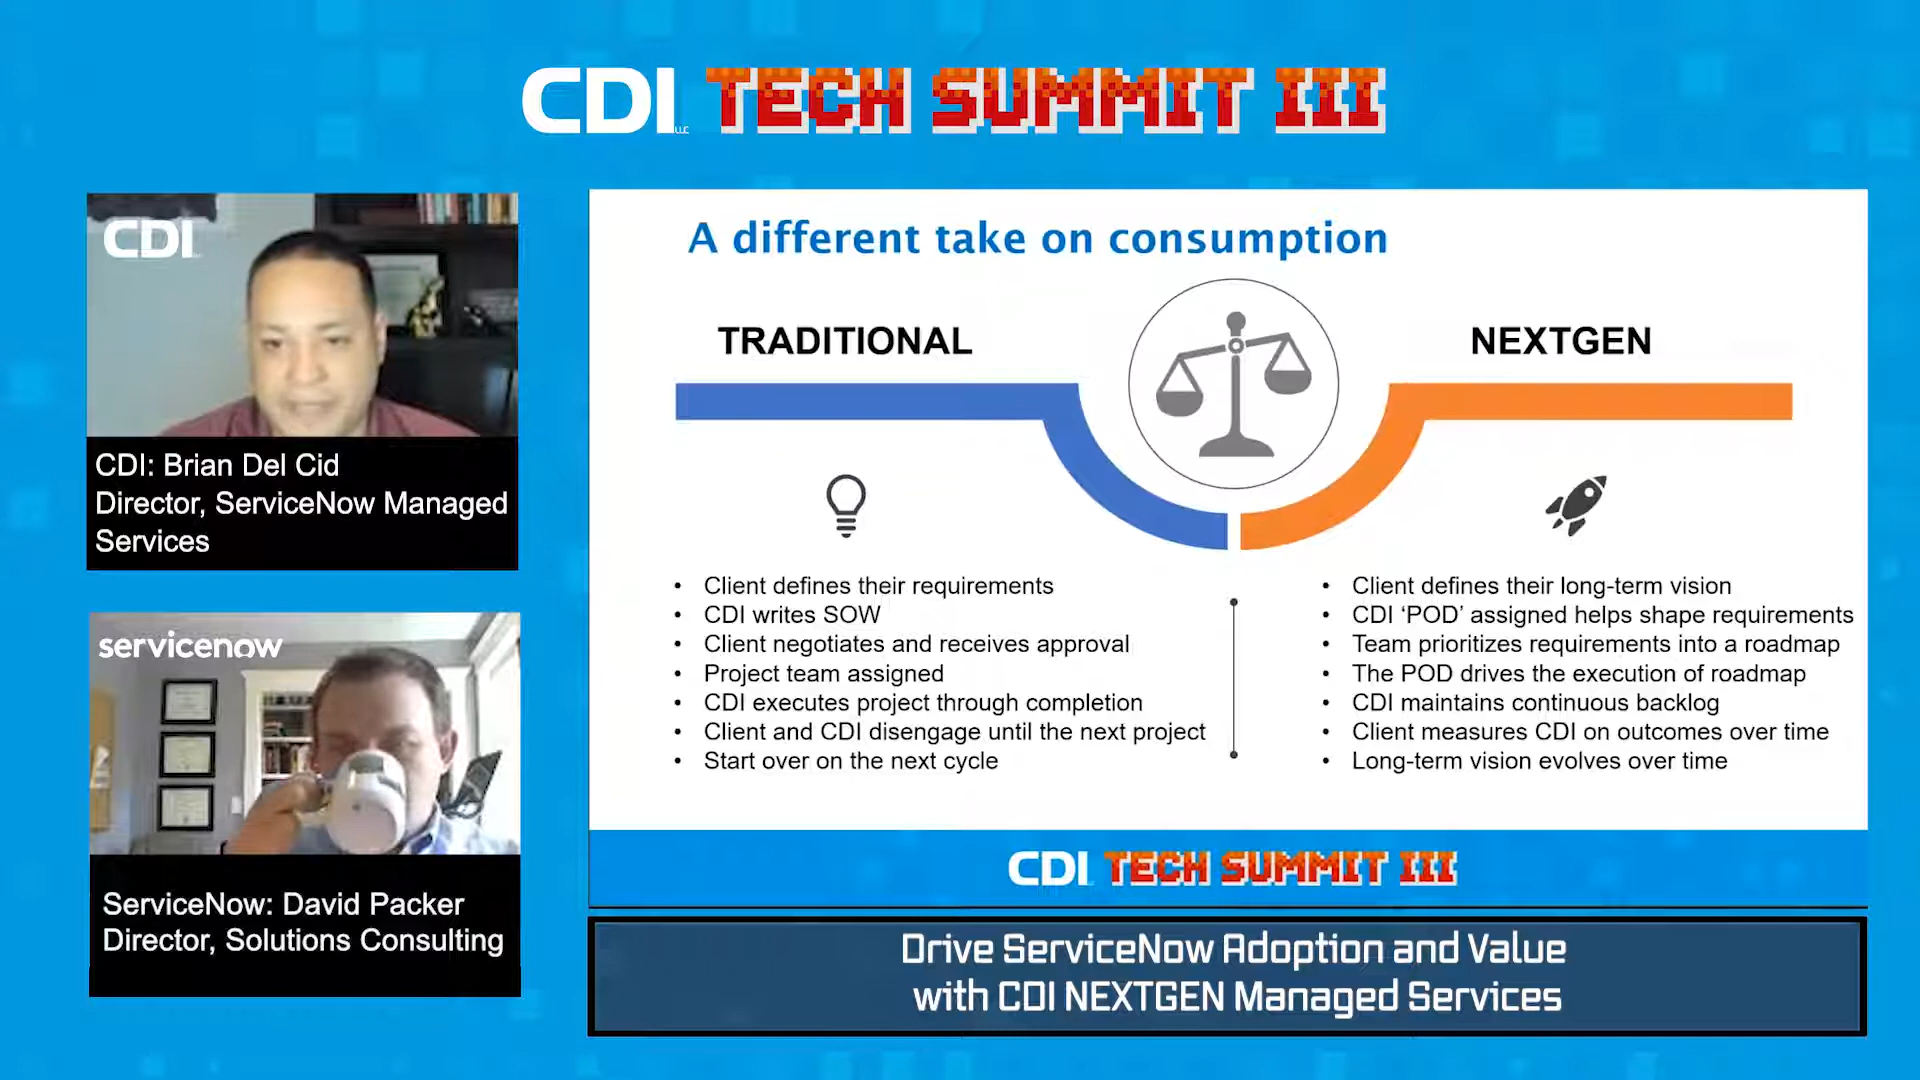 CDI LLC TECH SUMMIT III
CDI
CDI: Brian Del Cid
Director, ServiceNow Managed
Services
servicenow
ServiceNow: David Packer
Director, Solutions Consulting
A different take on consumption
TRADITIONAL
NEXTGEN
• Client defines their requirements
• CDI writes SOW
• Client negotiates and receives approval
• Project team assigned
• CDI executes project through completion
• Client and CDI disengage until the next project
• Start over on the next cycle
• Client defines their long-term vision
• CDI ‘POD’ assigned helps shape requirements
• Team prioritizes requirements into a roadmap
• The POD drives the execution of roadmap
• CDI maintains continuous backlog
• Client measures CDI on outcomes over time
• Long-term vision evolves over time
CDI TECH SUMMIT III
Drive ServiceNow Adoption and Value
with CDI NEXTGEN Managed Services